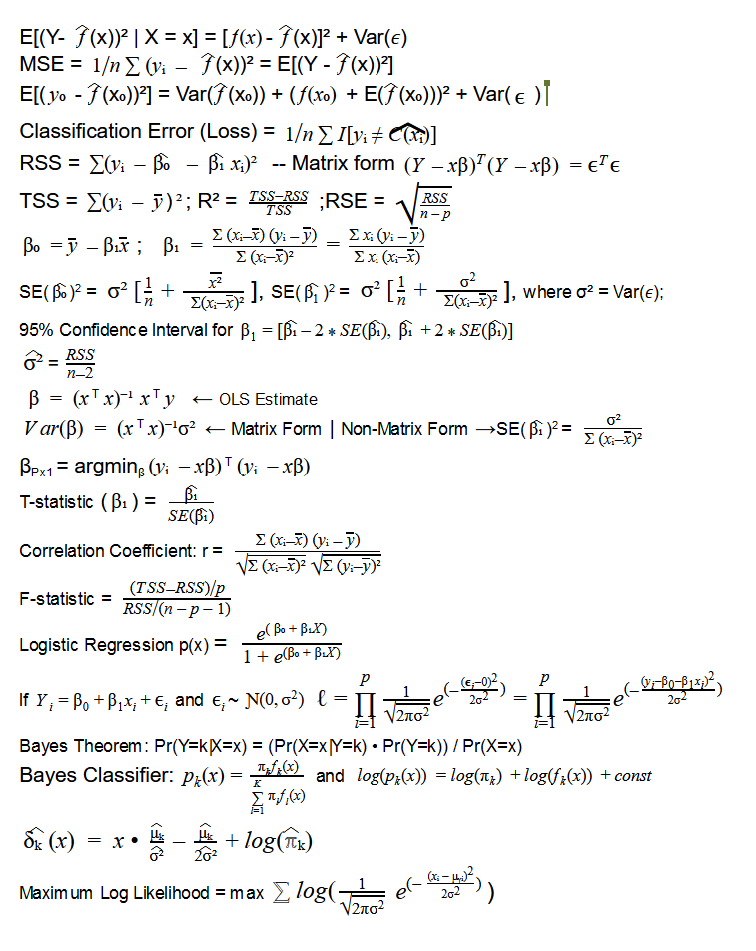 E[(Y- f̂(x))² | X = x] = [f(x) - f̂(x)]² + Var(ϵ)
MSE = 1/n ∑ (yᵢ – f̂(x))² = E[(Y - f̂(x))²]
E[( y₀ - f̂(x₀))²] = Var(f̂(x₀)) + (f(x₀) + E(f̂(x₀)))² + Var( ϵ )
Classification Error (Loss) = 1/n ∑ I[yᵢ ≠ Ĉ(xᵢ)]
RSS = ∑(yᵢ – β̂₀ – β̂₁ xᵢ)² -- Matrix form (Y – xβ)ᵀ(Y – xβ) = ϵᵀϵ
TSS = ∑(yᵢ – ȳ)²; R² = (TSS–RSS)/TSS ;RSE = √(RSS/(n–p))
β₀ = ȳ – β₁x̄ ; β₁ = Σ (xᵢ–x̄) (yᵢ – ȳ) / Σ (xᵢ–x̄)² = Σ xᵢ (yᵢ – ȳ) / Σ xᵢ (xᵢ–x̄)
SE( β̂₀ )² = σ² [ 1/n + x̄² / Σ(xᵢ–x̄)² ], SE( β̂₁ )² = σ² [ 1/n + σ² / Σ(xᵢ–x̄)² ], where σ² = Var(ϵ);
95% Confidence Interval for β₁ = [β̂₁ – 2 * SE(β̂₁), β̂₁ + 2 * SE(β̂₁)]
σ̂² = RSS / (n–2)
β = (xᵀ x)⁻¹ xᵀ y ← OLS Estimate
Var(β) = (xᵀ x)⁻¹σ² ← Matrix Form | Non-Matrix Form →SE( β̂₁ )² = σ² / Σ (xᵢ–x̄)²
βPx1 = argminᵦ (yᵢ – xβ)ᵀ (yᵢ – xβ)
T-statistic ( β₁ ) = β̂₁ / SE(β̂₁)
Correlation Coefficient: r = Σ (xᵢ–x̄) (yᵢ – ȳ) / √Σ (xᵢ–x̄)² √Σ (yᵢ–ȳ)²
F-statistic = (TSS–RSS)/p / RSS/(n – p – 1)
Logistic Regression p(x) = e^( β₀ + β₁X) / 1 + e^(β₀ + β₁X)
If Yᵢ = β₀ + β₁xᵢ + ϵᵢ and ϵᵢ ~ N(0, σ²) ℓ = ∏ᵢ₌₁ᵖ 1/√2πσ² e^(–(ϵᵢ–0)²/2σ²) = ∏ᵢ₌₁ᵖ 1/√2πσ² e^(–(yᵢ–β₀–β₁xᵢ)²/2σ²)
Bayes Theorem: Pr(Y=k|X=x) = (Pr(X=x|Y=k) • Pr(Y=k)) / Pr(X=x)
Bayes Classifier: pₖ(x) = πₖfₖ(x) / ∑ₗ₌₁ᴷ πₗfₗ(x) and log(pₖ(x)) = log(πₖ) + log(fₖ(x)) + const
δ̂ₖ (x) = x • μ̂ₖ/σ̂² – μ̂ₖ/2σ̂² + log(π̂ₖ)
Maximum Log Likelihood = max ∑ log( 1/√2πσ² e^(– (xᵢ – μᵧᵢ)²/2σ²) )